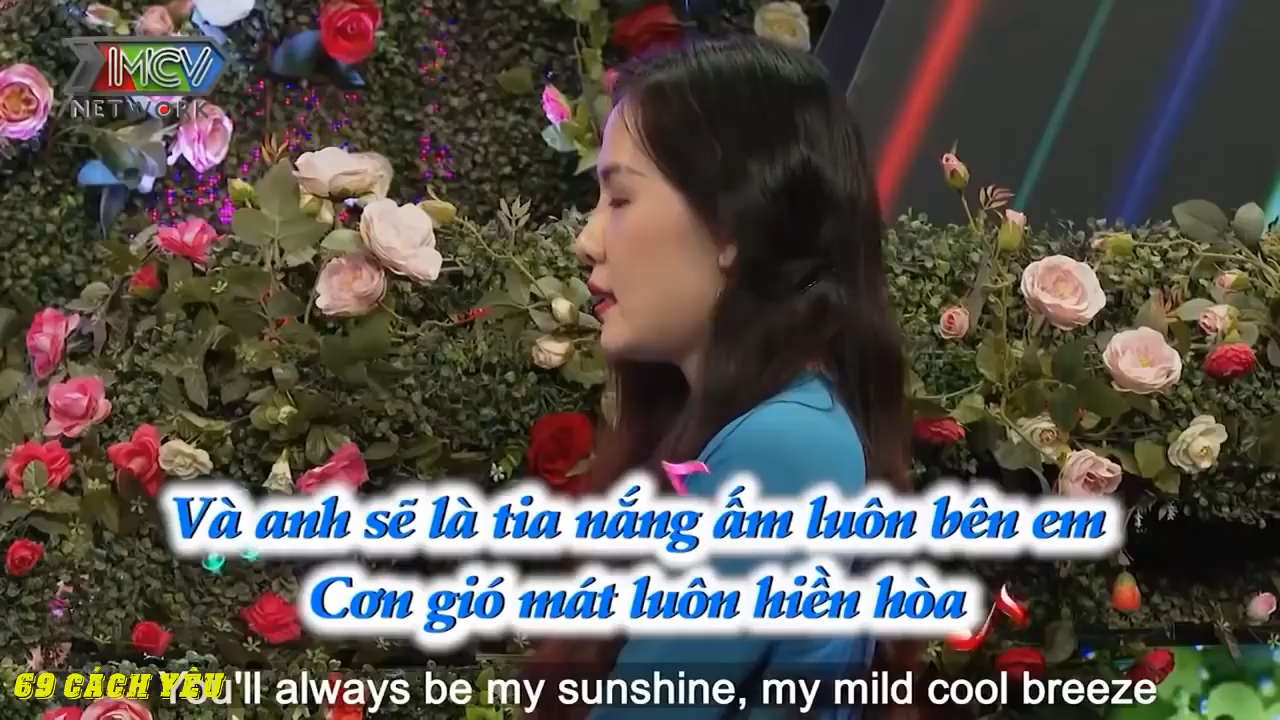 MCV
NETWORK
Và anh sẽ là tia nắng ấm luôn bên em
Cơn gió mát luôn hiền hòa
69 CÁCH YÊU
You'll always be my sunshine, my mild cool breeze